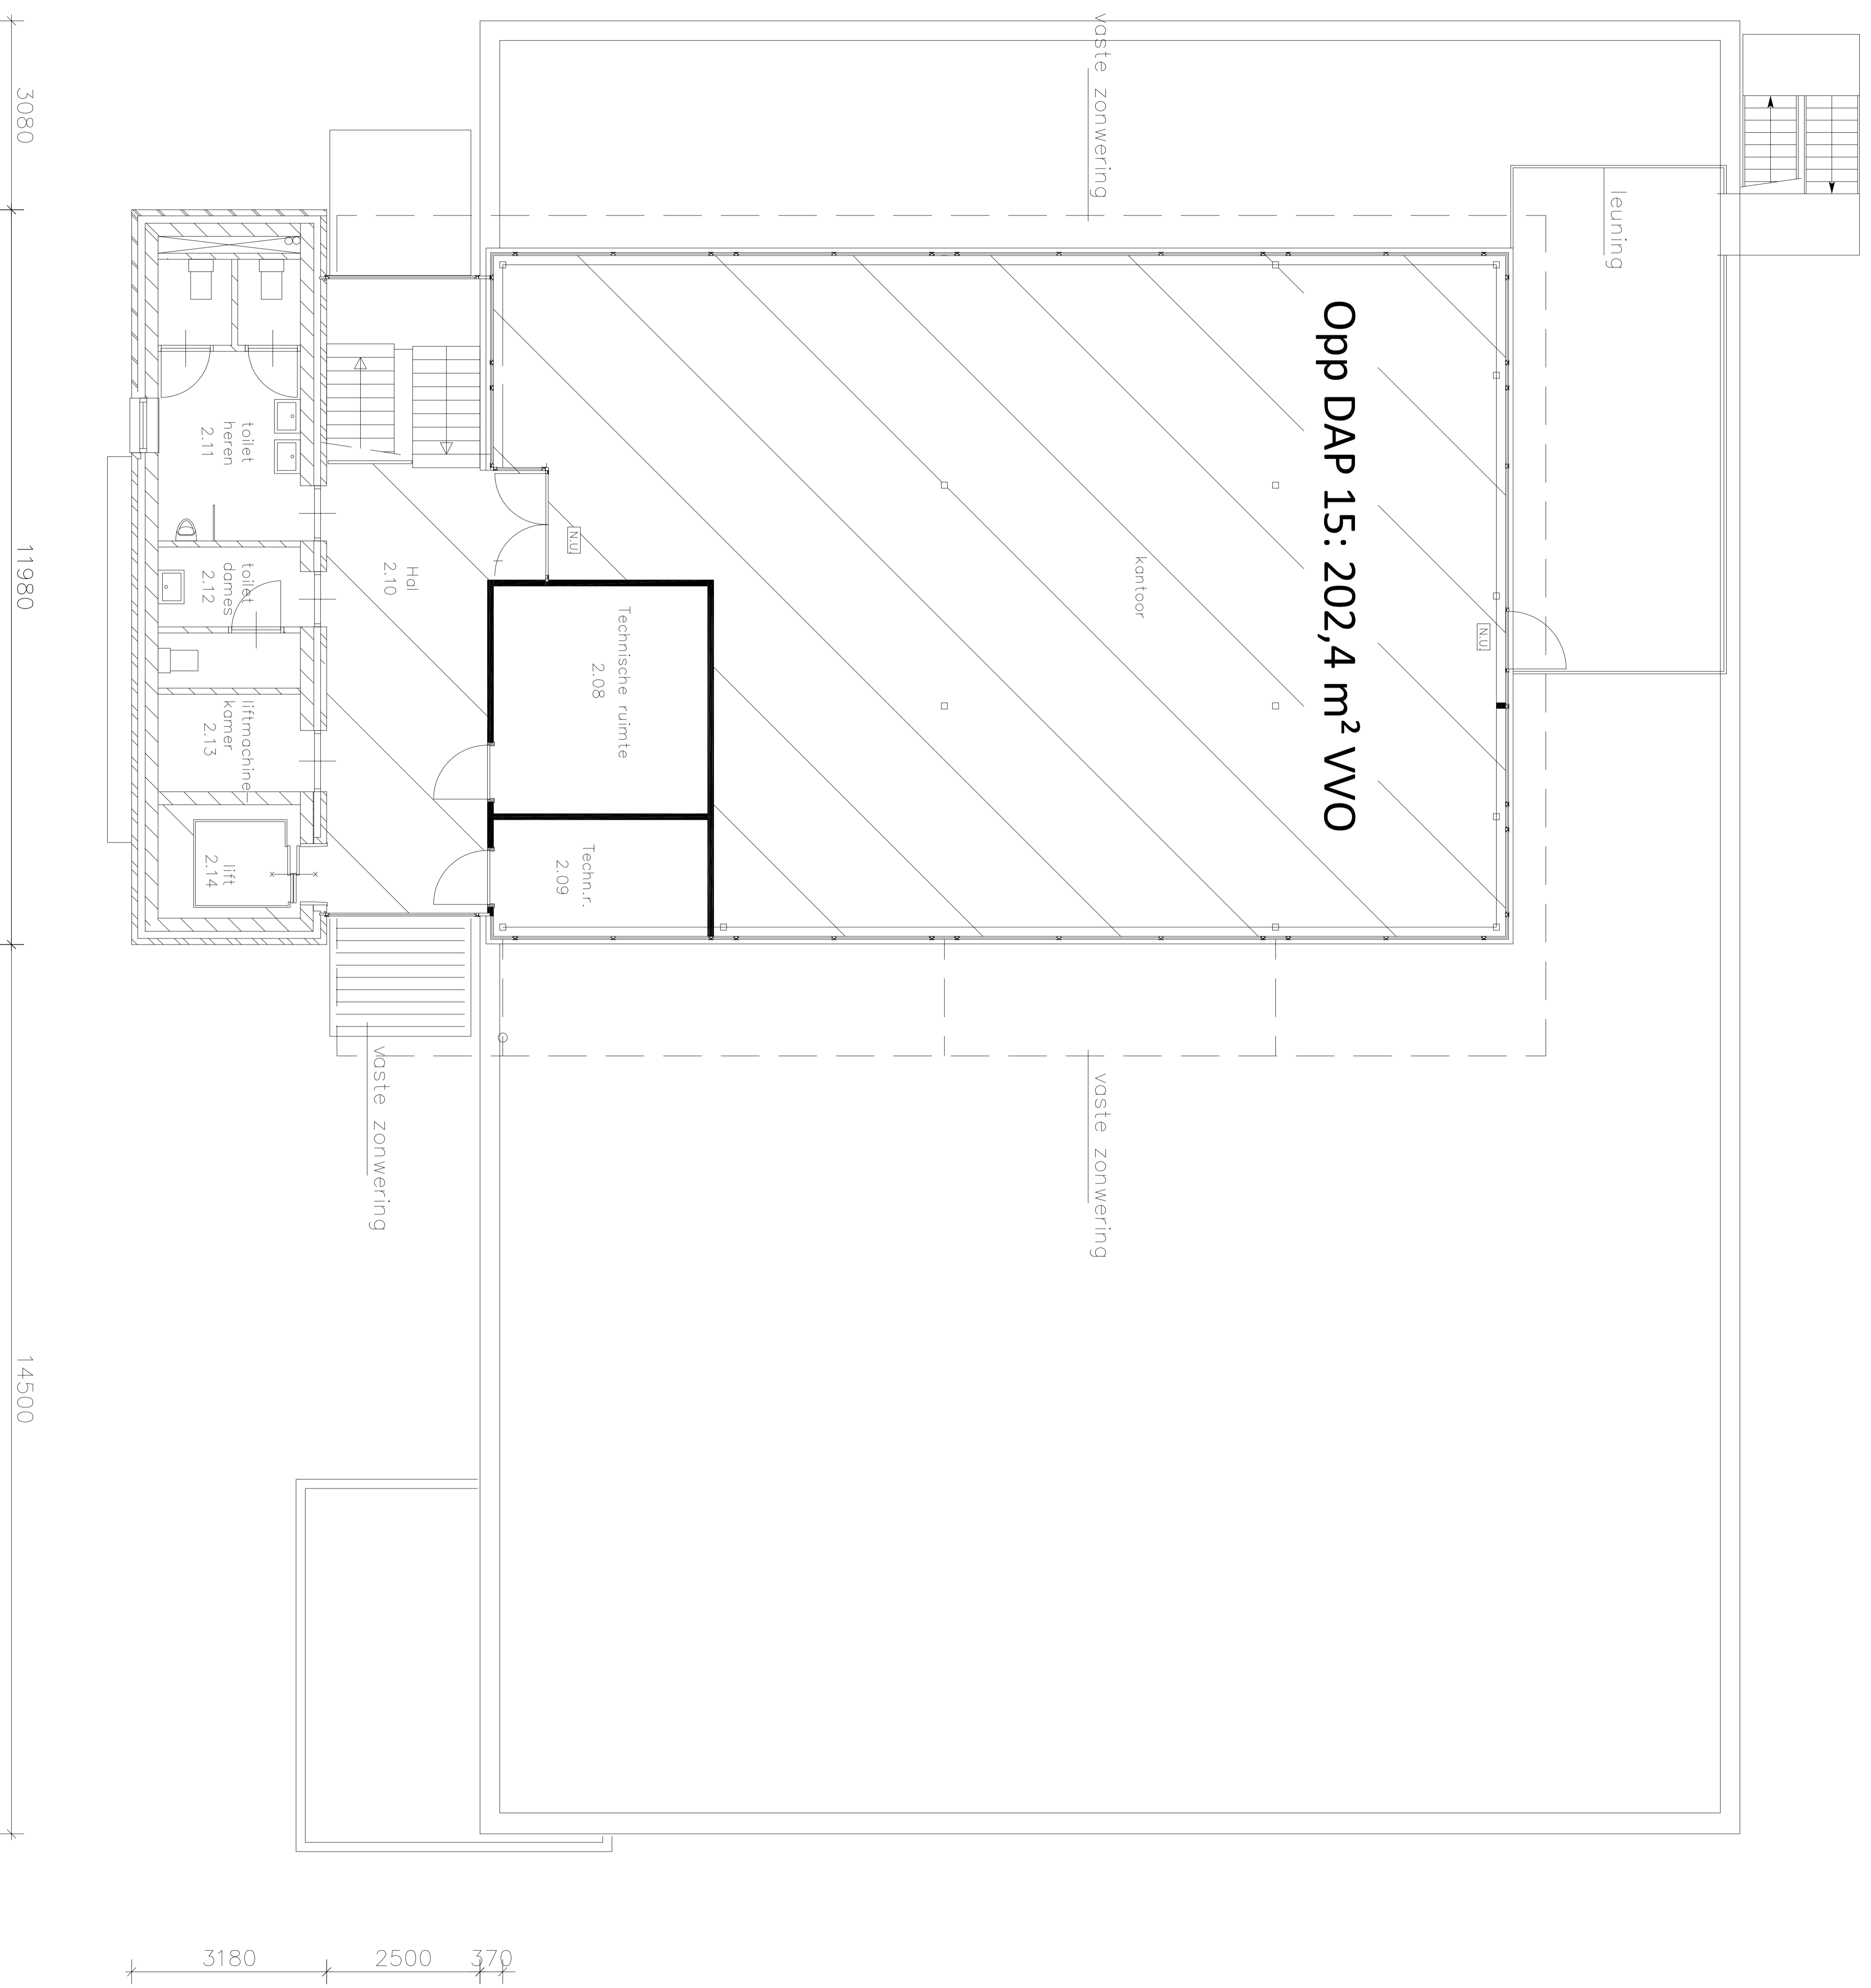 vaste zonwering
leuning
Opp DAP 15: 202,4 m² VVO
kantoor
N.U.
N.U.
Technische ruimte
2.08
Techn.r.
2.09
Hal
2.10
toilet
heren
2.11
toilet
dames
2.12
liftmachine-
kamer
2.13
lift
2.14
vaste zonwering
vaste zonwering
3080
11980
14500
3180
2500
370